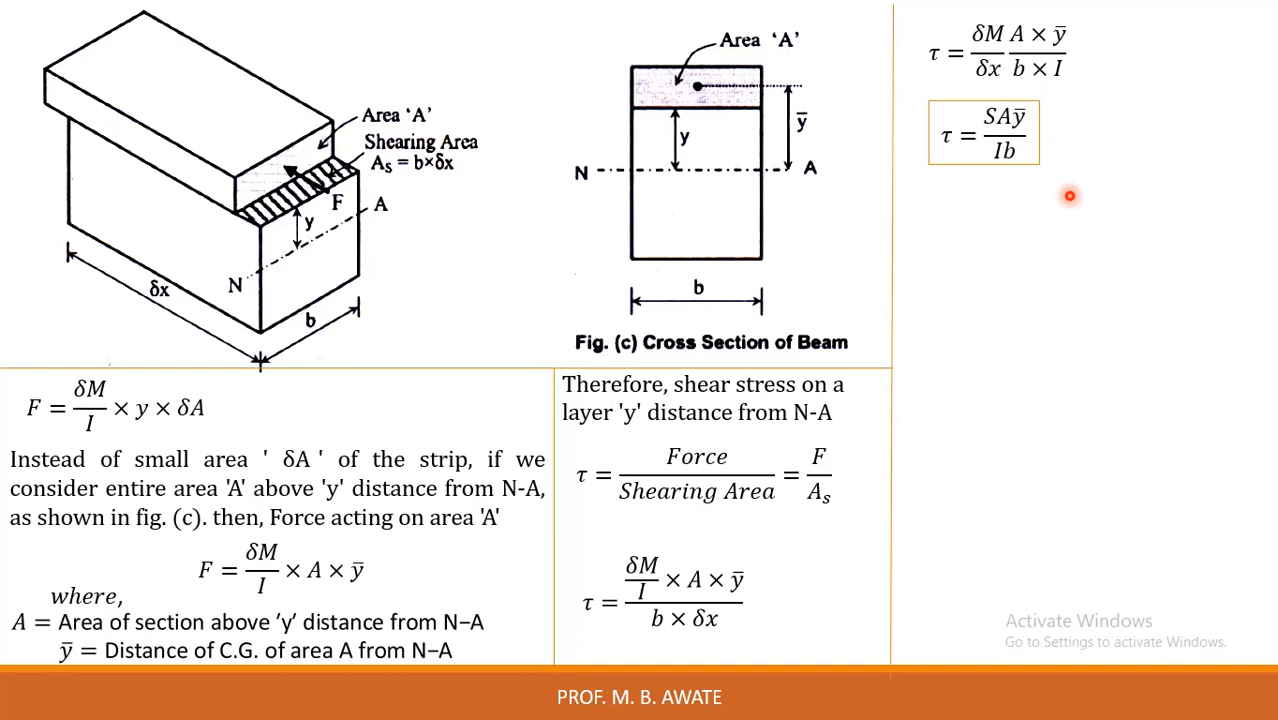 Area 'A'
Shearing Area
As = b×δx
F
A
y
N
δx
b
Area 'A'
y
ȳ
N
A
b
Fig. (c) Cross Section of Beam
τ = δM/δx A × ȳ/b × I
τ = SAȳ/Ib
F = δM/I × y × δA
Instead of small area ' δA ' of the strip, if we
consider entire area 'A' above 'y' distance from N-A,
as shown in fig. (c). then, Force acting on area 'A'
F = δM/I × A × ȳ
where,
A = Area of section above 'y' distance from N−A
ȳ = Distance of C.G. of area A from N−A
Therefore, shear stress on a
layer 'y' distance from N-A
τ = Force/Shearing Area = F/As
τ = δM/I × A × ȳ/b × δx
Activate Windows
Go to Settings to activate Windows.
PROF. M. B. AWATE